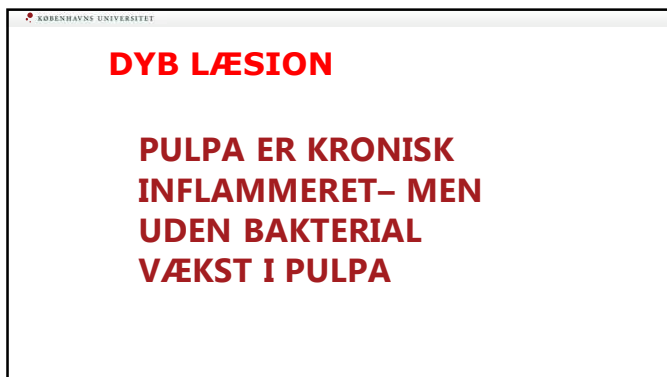 KØBENHAVNS UNIVERSITET
DYB LÆSION
PULPA ER KRONISK
INFLAMMERET– MEN
UDEN BAKTERIAL
VÆKST I PULPA